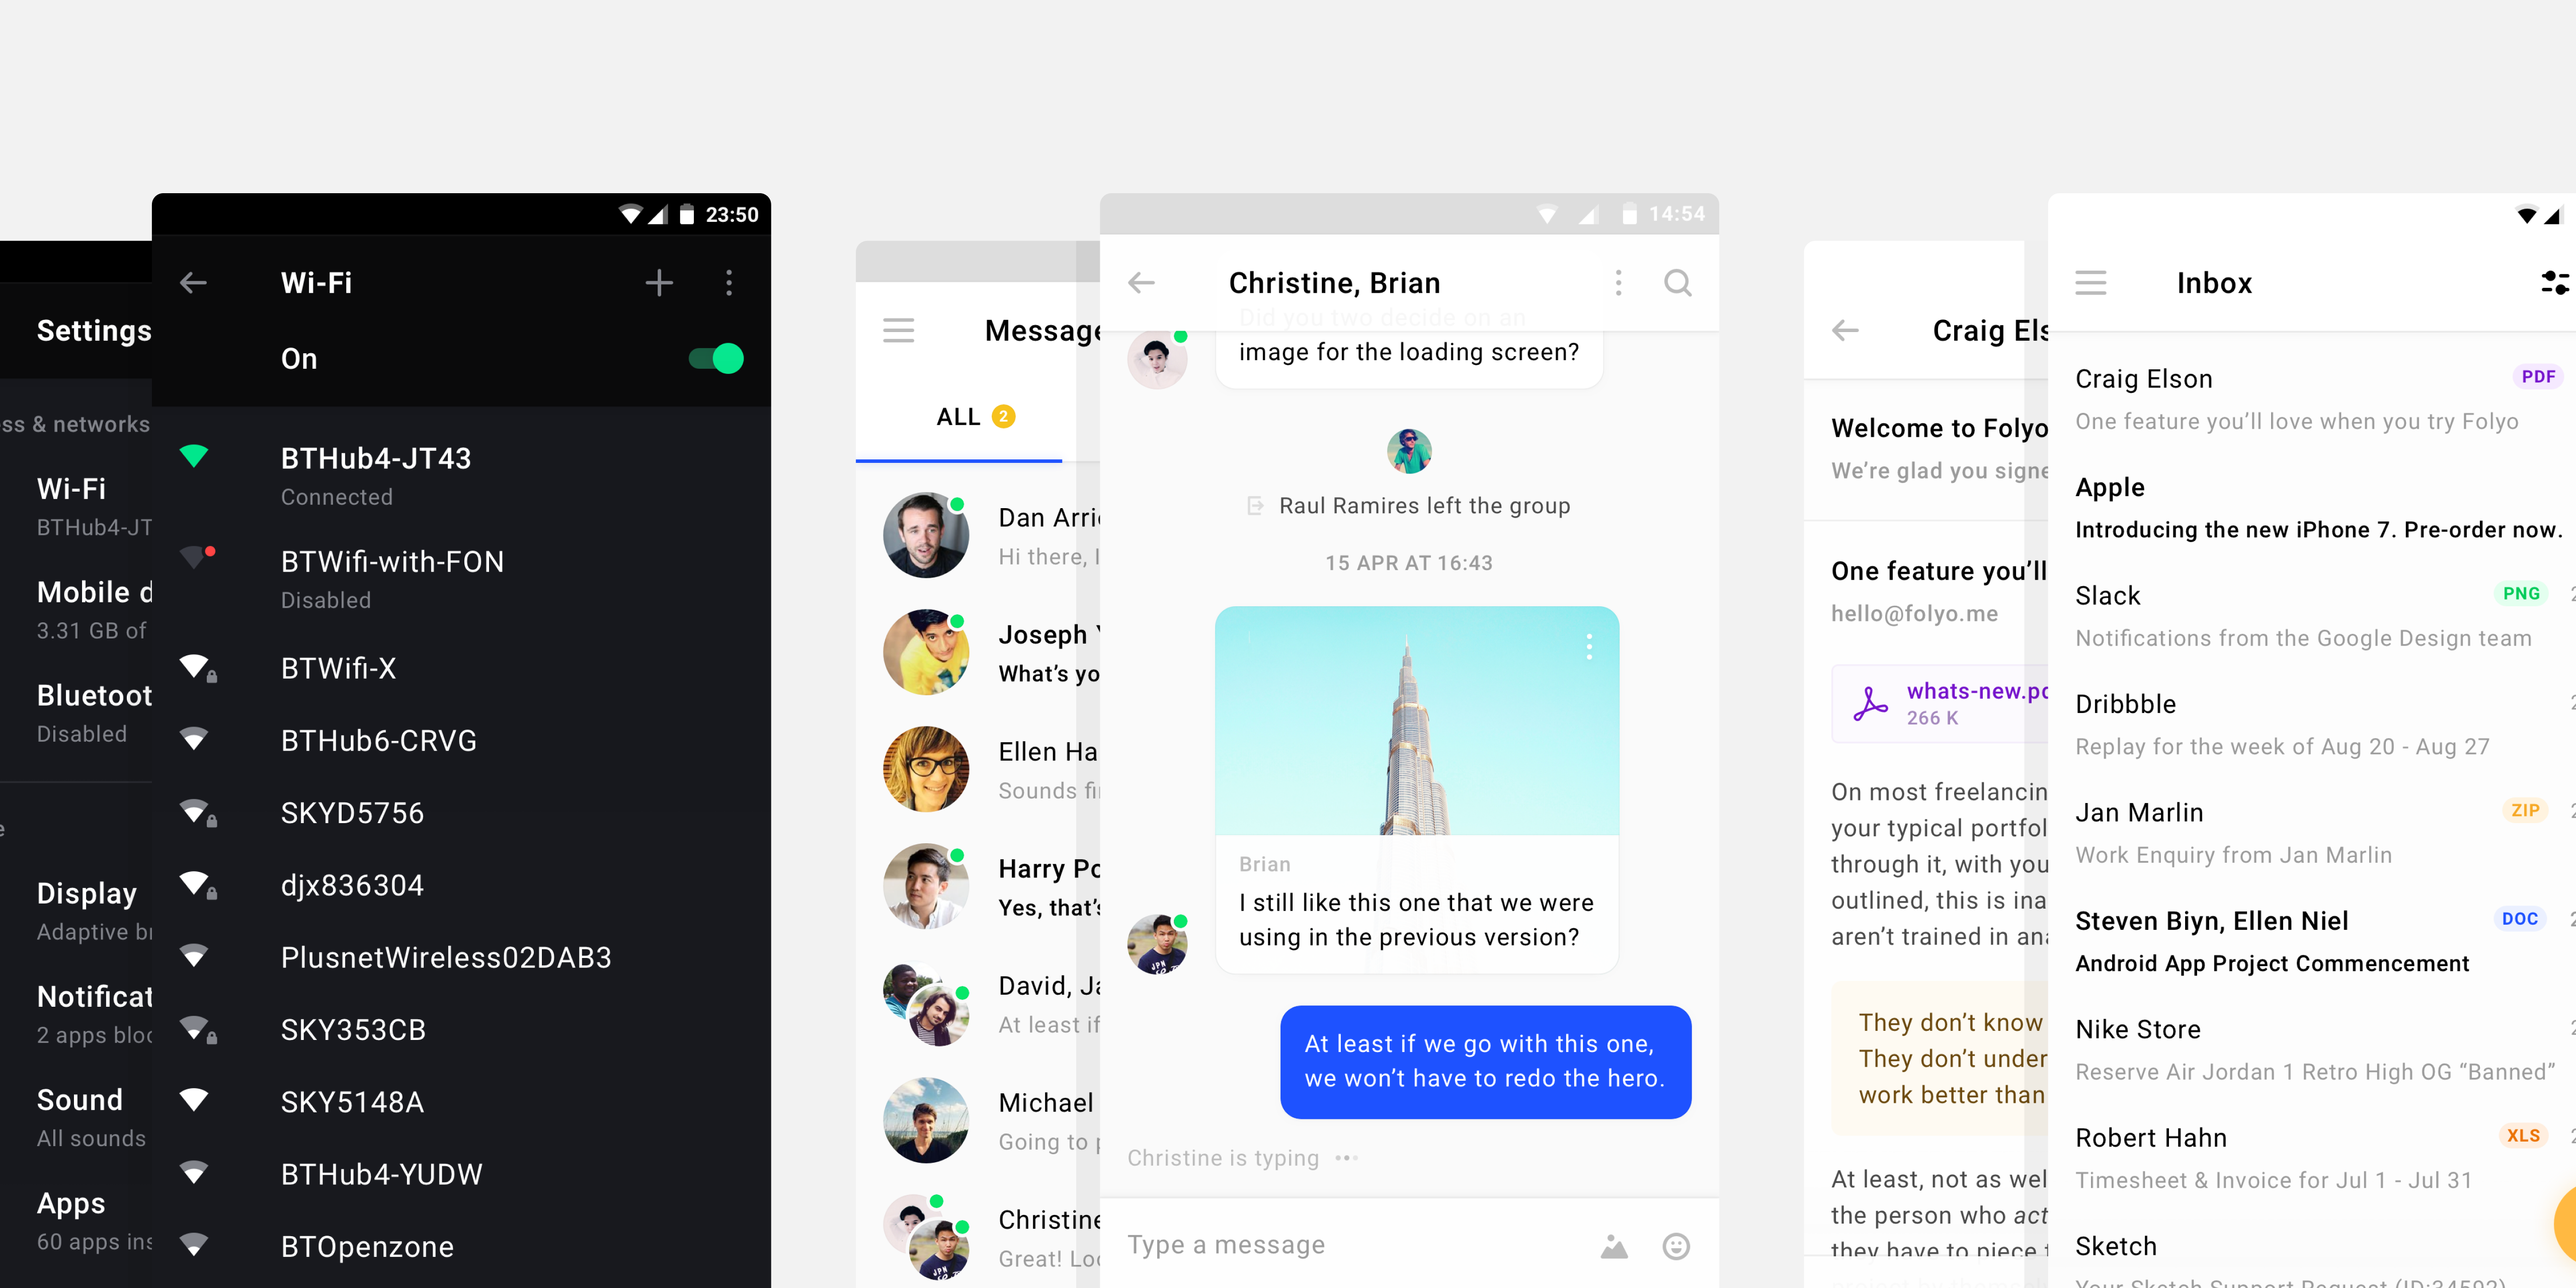 Settings
ss & networks
Wi-Fi
BTHub4-JT
Mobile d
3.31 GB of
Bluetoot
Disabled
e
Display
Adaptive br
Notificat
2 apps bloc
Sound
All sounds
Apps
60 apps ins
23:50
Wi-Fi
On
BTHub4-JT43
Connected
BTWifi-with-FON
Disabled
BTWifi-X
BTHub6-CRVG
SKYD5756
djx836304
PlusnetWireless02DAB3
SKY353CB
SKY5148A
BTHub4-YUDW
BTOpenzone
Message
ALL 2
Dan Arri
Hi there, I
Joseph Y
What’s yo
Ellen Ha
Sounds fi
Harry Po
Yes, that’s
David, Ja
At least if
Michael
Going to p
Christine
Great! Loo
14:54
Christine, Brian
Did you two decide on an
image for the loading screen?
Raul Ramires left the group
15 APR AT 16:43
Brian
I still like this one that we were
using in the previous version?
At least if we go with this one,
we won’t have to redo the hero.
Christine is typing
Type a message
Craig Els
Welcome to Folyo
We’re glad you signe
One feature you’ll
hello@folyo.me
whats-new.pd
266 K
On most freelancin
your typical portfol
through it, with you
outlined, this is ina
aren’t trained in ana
They don’t know
They don’t under
work better than
At least, not as wel
the person who act
they have to piece t
Inbox
Craig Elson PDF
One feature you’ll love when you try Folyo
Apple
Introducing the new iPhone 7. Pre-order now.
Slack PNG
Notifications from the Google Design team
Dribbble
Replay for the week of Aug 20 - Aug 27
Jan Marlin ZIP
Work Enquiry from Jan Marlin
Steven Biyn, Ellen Niel DOC
Android App Project Commencement
Nike Store
Reserve Air Jordan 1 Retro High OG “Banned”
Robert Hahn XLS
Timesheet & Invoice for Jul 1 - Jul 31
Sketch
Your Sketch Support Request (ID:34592)